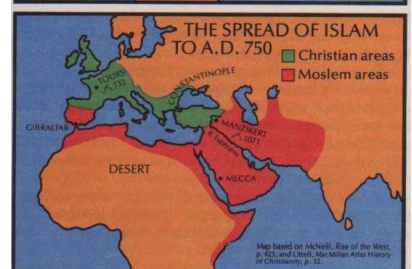 THE SPREAD OF ISLAM
TO A.D. 750
Christian areas
Moslem areas
TOURS
732
CONSTANTINOPLE
GIBRALTAR
MANZIKERT
1071
R. Euphrates
DESERT
MECCA
Map based on McNeill, Rise of the West,
p. 425, and Littell, MacMillan Atlas History
of Christianity, p. 32.